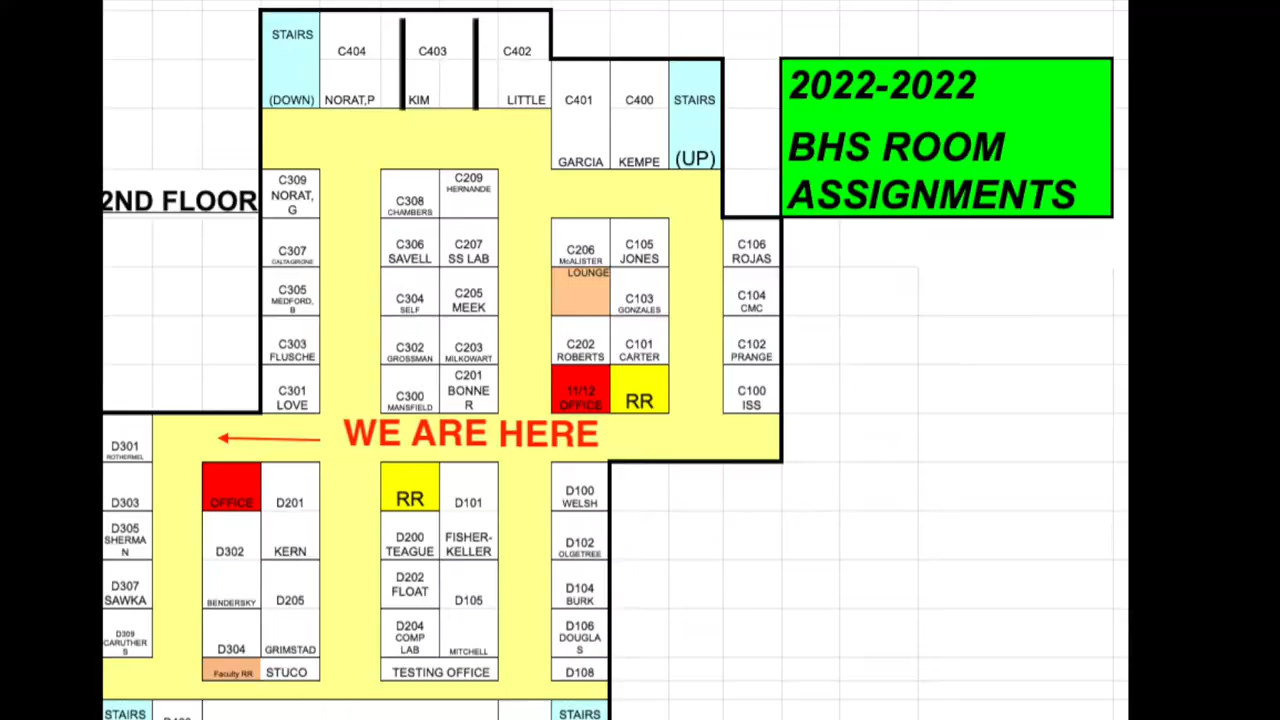 STAIRS
(DOWN)
C404
NORAT,P
C403
KIM
C402
LITTLE
C401
GARCIA
C400
KEMPE
STAIRS
(UP)
2022-2022
BHS ROOM
ASSIGNMENTS
2ND FLOOR
C309
NORAT,
G
C308
CHAMBERS
C209
HERNANDE
C307
CALTABRONE
C306
SAVELL
C207
SS LAB
C206
McALISTER
C105
JONES
C106
ROJAS
C305
MEDFORD,
B
C304
SELF
C205
MEEK
LOUNGE
C103
GONZALES
C104
CMC
C303
FLUSCHE
C302
GROSSMAN
C203
MILKOWART
C202
ROBERTS
C101
CARTER
C102
PRANGE
C301
LOVE
C300
MANSFIELD
C201
BONNE
R
11/12
OFFICE
RR
C100
ISS
WE ARE HERE
D301
ROTHERMEL
D303
OFFICE
D201
RR
D101
D100
WELSH
D305
SHERMA
N
D302
KERN
D200
TEAGUE
FISHER-
KELLER
D102
OLGETREE
D307
SAWKA
BENDERSKY
D205
D202
FLOAT
D105
D104
BURK
D309
CARUTHER
S
D304
GRIMSTAD
D204
COMP
LAB
MITCHELL
D106
DOUGLA
S
Faculty RR
STUCO
TESTING OFFICE
D108
STAIRS
STAIRS